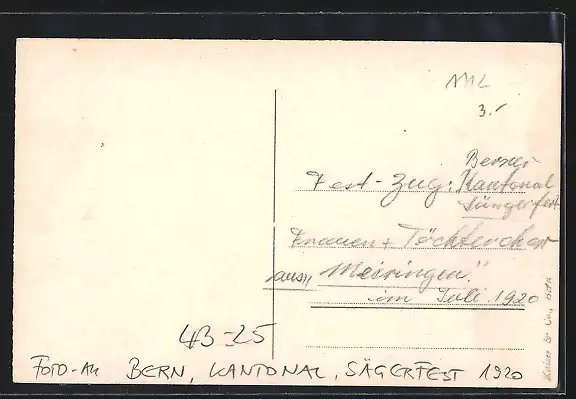 3.-
Berner
Fest-Zug: "Kantonal
Sängerfest
Frauen + Töchterchor
aus „Meiringen"
im Juli 1920
43-25
FOTO-AK BERN, KANTONAL, SÄGERFEST 1920